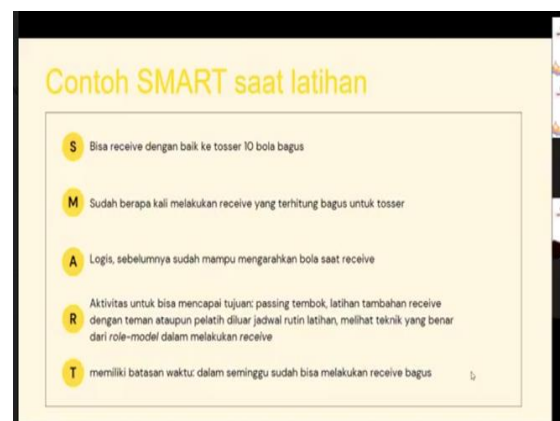 Contoh SMART saat latihan
S Bisa receive dengan baik ke tosser 10 bola bagus
M Sudah berapa kali melakukan receive yang terhitung bagus untuk tosser
A Logis, sebelumnya sudah mampu mengarahkan bola saat receive
Aktivitas untuk bisa mencapai tujuan: passing tembok, latihan tambahan receive
R dengan teman ataupun pelatih diluar jadwal rutin latihan, melihat teknik yang benar
dari role-model dalam melakukan receive
T memiliki batasan waktu: dalam seminggu sudah bisa melakukan receive bagus